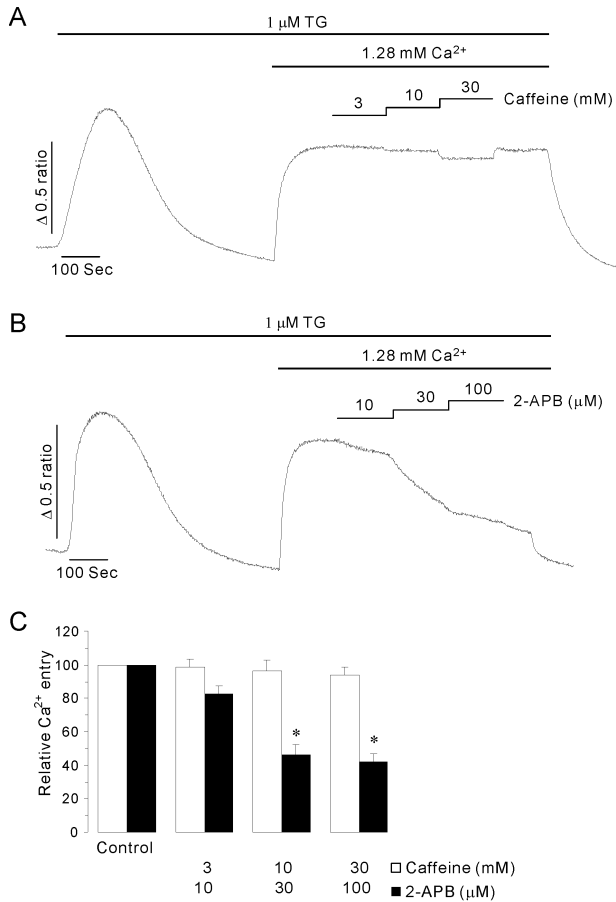 A
1 μM TG
1.28 mM Ca²⁺
3 10 30 Caffeine (mM)
Δ 0.5 ratio
100 Sec
B
1 μM TG
1.28 mM Ca²⁺
10 30 100 2-APB (μM)
Δ 0.5 ratio
100 Sec
C
Relative Ca²⁺ entry
120
100
80
60
40
20
0
* *
Control
3 10 30 Caffeine (mM)
10 30 100 2-APB (μM)